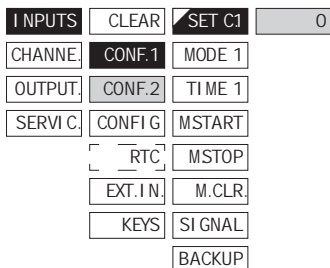 INPUTS CLEAR SET C1 0
CHANNE. CONF.1 MODE 1
OUTPUT. CONF.2 TIME 1
SERVIC. CONFIG MSTART
RTC MSTOP
EXT.IN. M.CLR.
KEYS SIGNAL
BACKUP